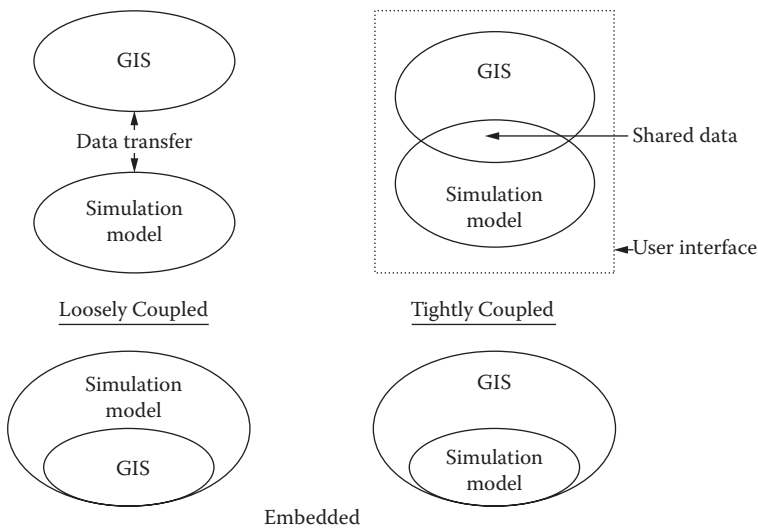 GIS
Data transfer
Simulation
model
Loosely Coupled
GIS
Shared data
Simulation
model
User interface
Tightly Coupled
Simulation
model
GIS
GIS
Simulation
model
Embedded